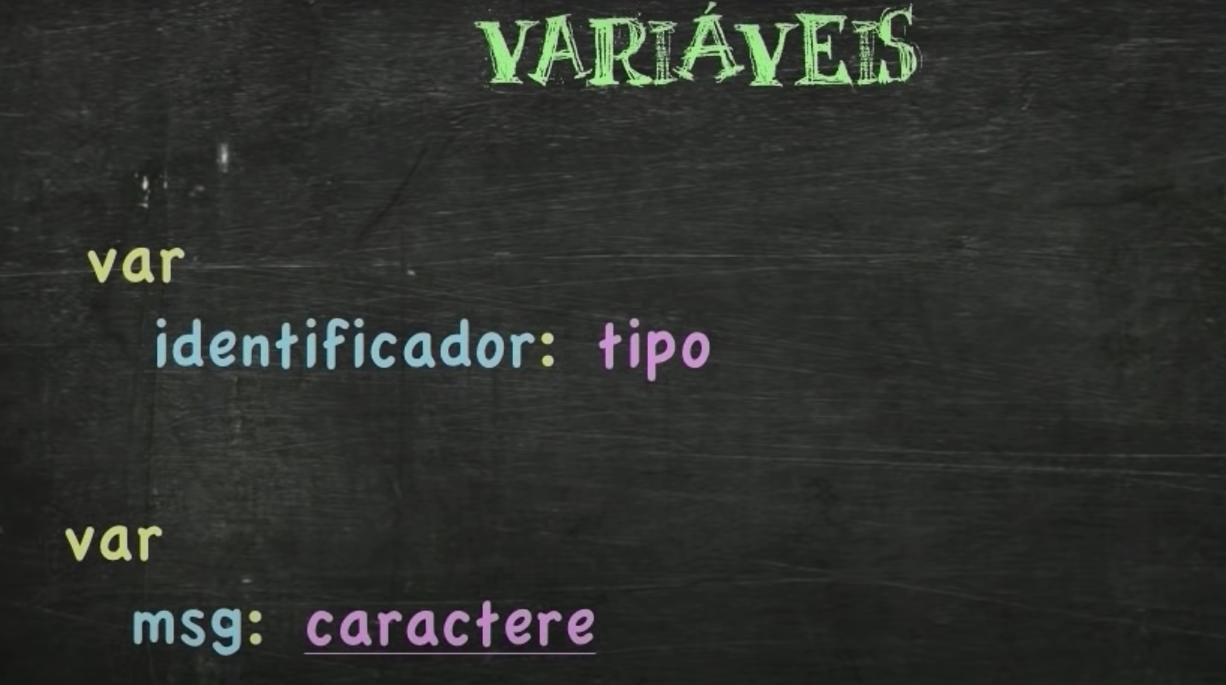 VARIÁVEIS
var
identificador: tipo
var
msg: caractere